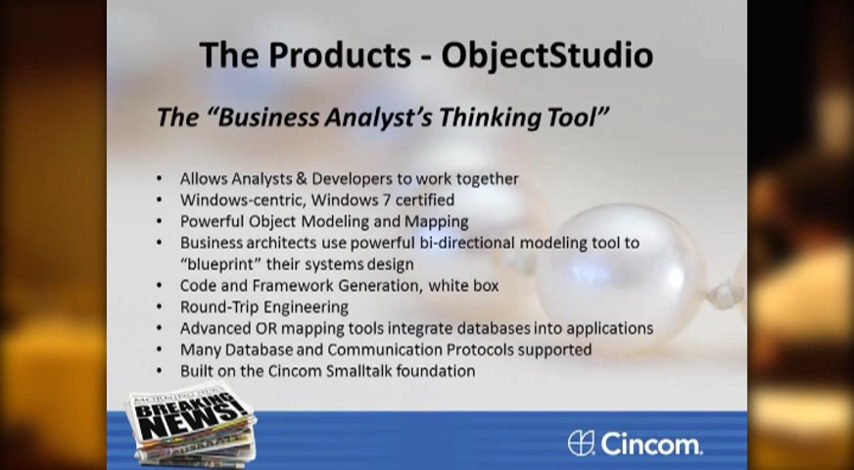 The Products - ObjectStudio
The “Business Analyst’s Thinking Tool”
• Allows Analysts & Developers to work together
• Windows-centric, Windows 7 certified
• Powerful Object Modeling and Mapping
• Business architects use powerful bi-directional modeling tool to
“blueprint” their systems design
• Code and Framework Generation, white box
• Round-Trip Engineering
• Advanced OR mapping tools integrate databases into applications
• Many Database and Communication Protocols supported
• Built on the Cincom Smalltalk foundation
BREAKING
NEWS!
Cincom.